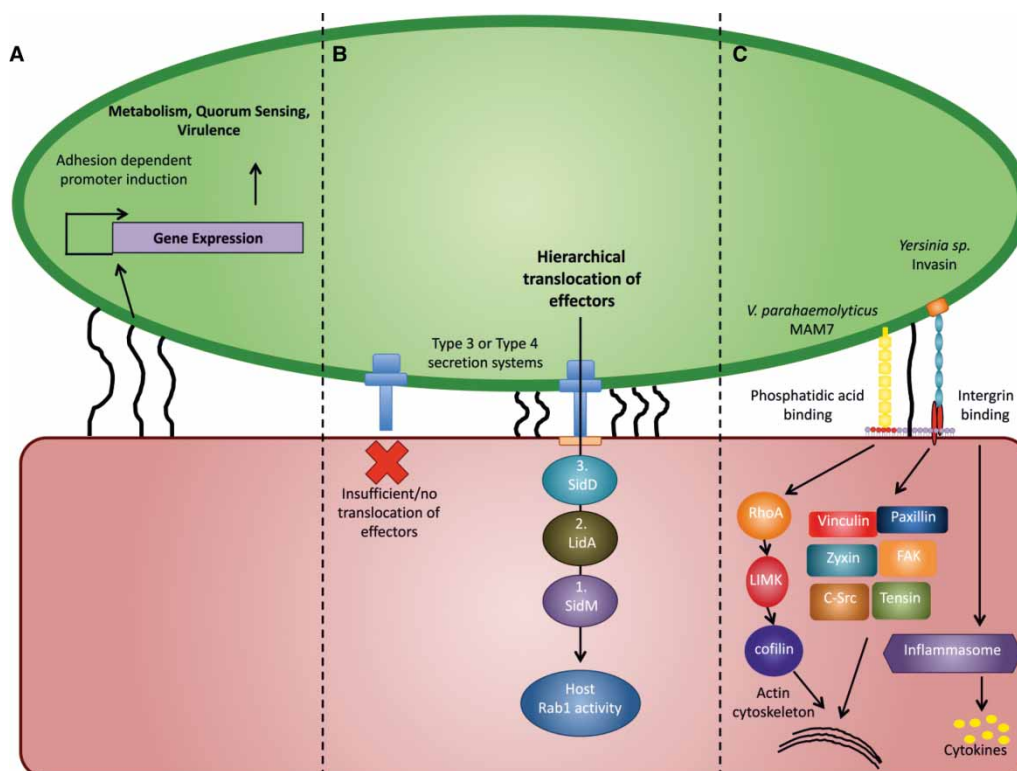 A
B
C
Metabolism, Quorum Sensing,
Virulence
Adhesion dependent
promoter induction
Gene Expression
Hierarchical
translocation of
effectors
Type 3 or Type 4
secretion systems
Insufficient/no
translocation of
effectors
3.
SidD
2.
LidA
1.
SidM
Host
Rab1 activity
Yersinia sp.
Invasin
V. parahaemolyticus
MAM7
Phosphatidic acid
binding
Intergrin
binding
RhoA
LIMK
cofilin
Vinculin
Paxillin
Zyxin
FAK
C-Src
Tensin
Actin
cytoskeleton
Inflammasome
Cytokines